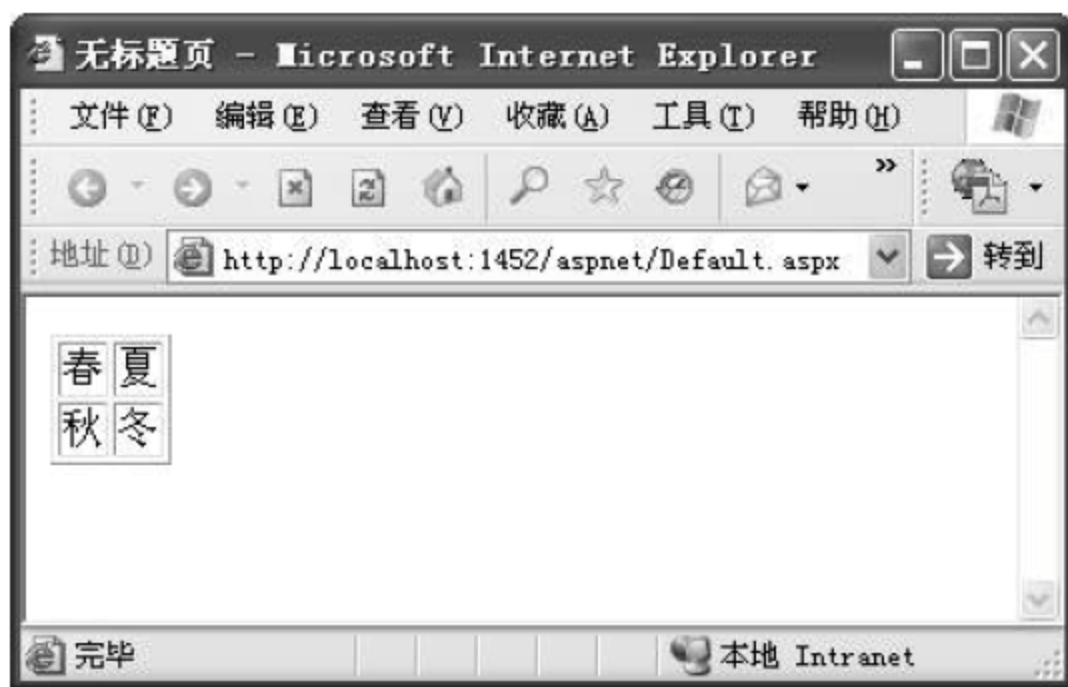 无标题页 - Microsoft Internet Explorer
文件(F) 编辑(E) 查看(V) 收藏(A) 工具(T) 帮助(H)
»
地址(D) http://localhost:1452/aspnet/Default.aspx 转到
春 夏
秋 冬
完毕 本地 Intranet